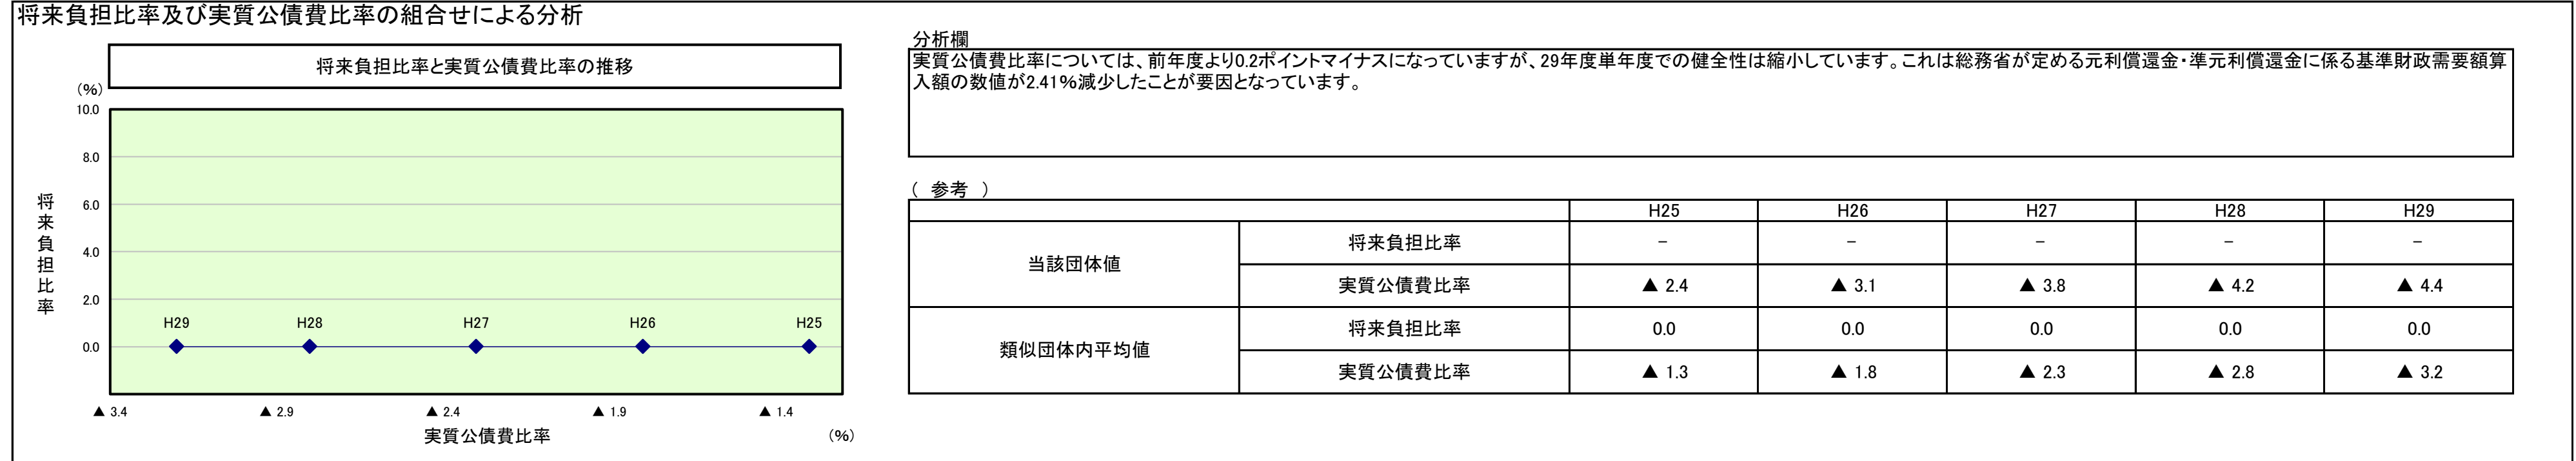 将来負担比率及び実質公債費比率の組合せによる分析
将来負担比率と実質公債費比率の推移
(%)
10.0
8.0
6.0
4.0
2.0
0.0
将来負担比率
H29 H28 H27 H26 H25
▲ 3.4 ▲ 2.9 ▲ 2.4 ▲ 1.9 ▲ 1.4
実質公債費比率
(%)
分析欄
実質公債費比率については、前年度より0.2ポイントマイナスになっていますが、29年度単年度での健全性は縮小しています。これは総務省が定める元利償還金・準元利償還金に係る基準財政需要額算
入額の数値が2.41%減少したことが要因となっています。
( 参考 )
H25 H26 H27 H28 H29
当該団体値
将来負担比率 － － － － －
実質公債費比率 ▲ 2.4 ▲ 3.1 ▲ 3.8 ▲ 4.2 ▲ 4.4
類似団体内平均値
将来負担比率 0.0 0.0 0.0 0.0 0.0
実質公債費比率 ▲ 1.3 ▲ 1.8 ▲ 2.3 ▲ 2.8 ▲ 3.2